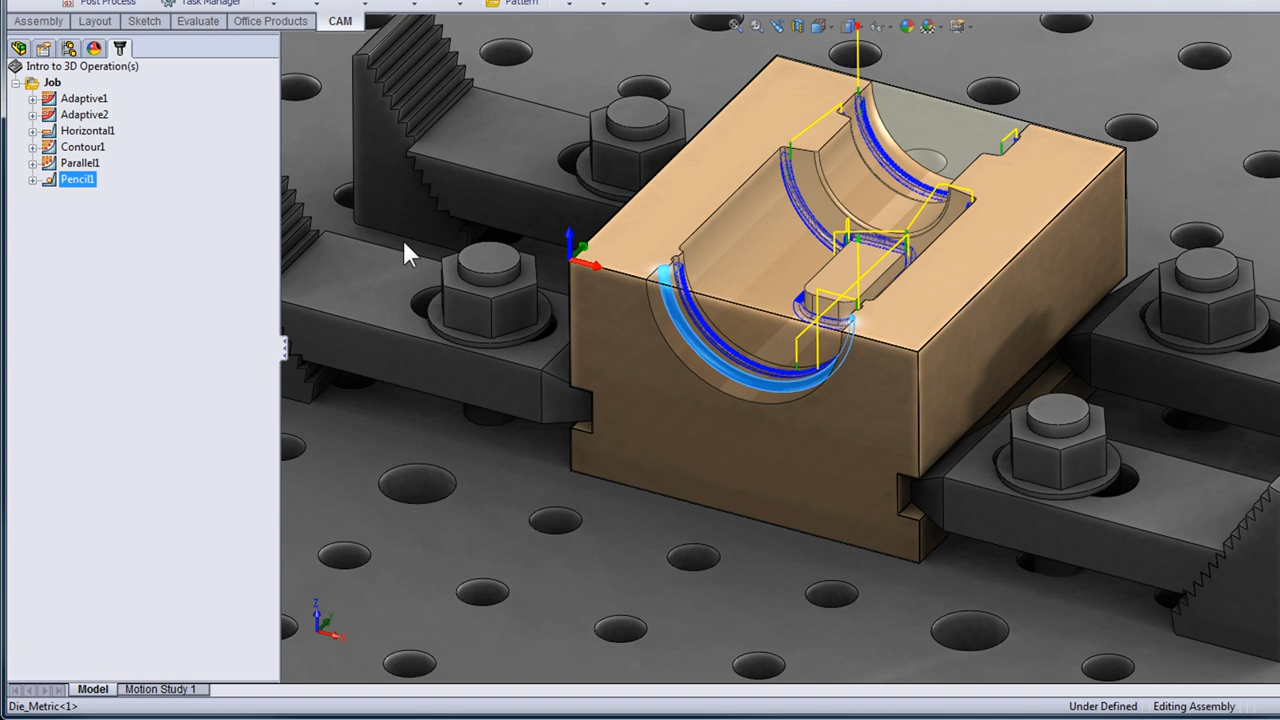 Post Process Task Manager Pattern
Assembly Layout Sketch Evaluate Office Products CAM
Intro to 3D Operation(s)
Job
Adaptive1
Adaptive2
Horizontal1
Contour1
Parallel1
Pencil1
Z
Y
X
Model Motion Study 1
Die_Metric<1> Under Defined Editing Assembly